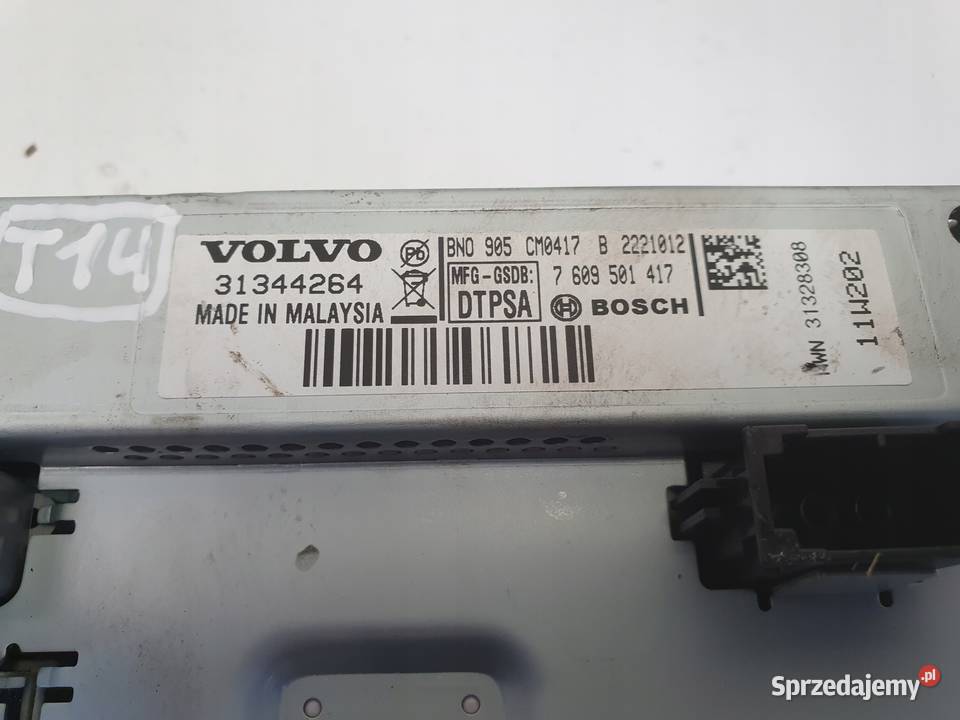 T14
VOLVO
31344264
MADE IN MALAYSIA
Pb
BNO 905 CM0417 B 2221012
MFG-GSDB:
DTPSA
7 609 501 417
BOSCH
31328308
11W202
Sprzedajemy.pl